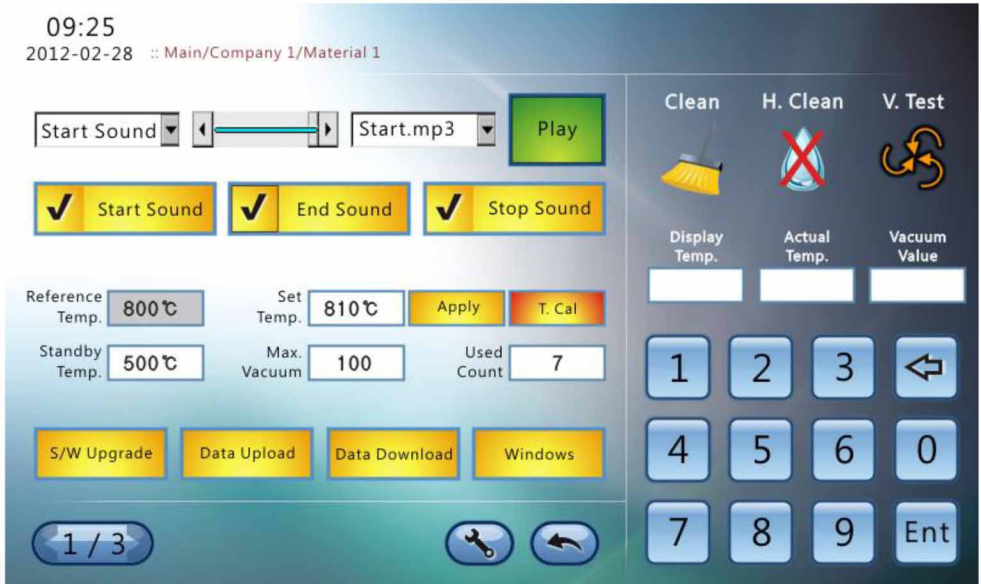 09:25
2012-02-28 :: Main/Company 1/Material 1
Start Sound
Start.mp3
Play
Start Sound
End Sound
Stop Sound
Reference
Temp.
800℃
Set
Temp.
810℃
Apply
T. Cal
Standby
Temp.
500℃
Max.
Vacuum
100
Used
Count
7
S/W Upgrade
Data Upload
Data Download
Windows
1 / 3
Clean
H. Clean
V. Test
Display
Temp.
Actual
Temp.
Vacuum
Value
1
2
3
4
5
6
0
7
8
9
Ent